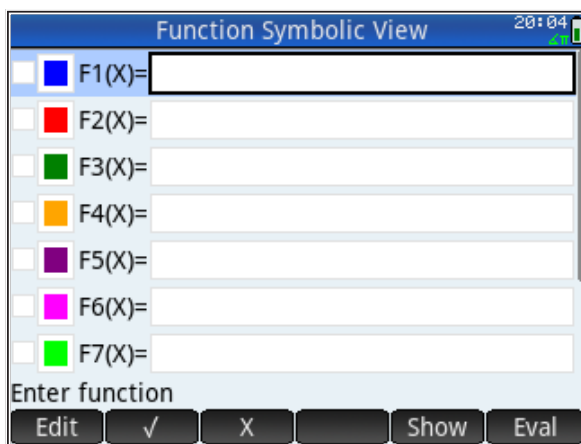 Function Symbolic View 20:04
∡π
F1(X)=
F2(X)=
F3(X)=
F4(X)=
F5(X)=
F6(X)=
F7(X)=
Enter function
Edit √ X Show Eval